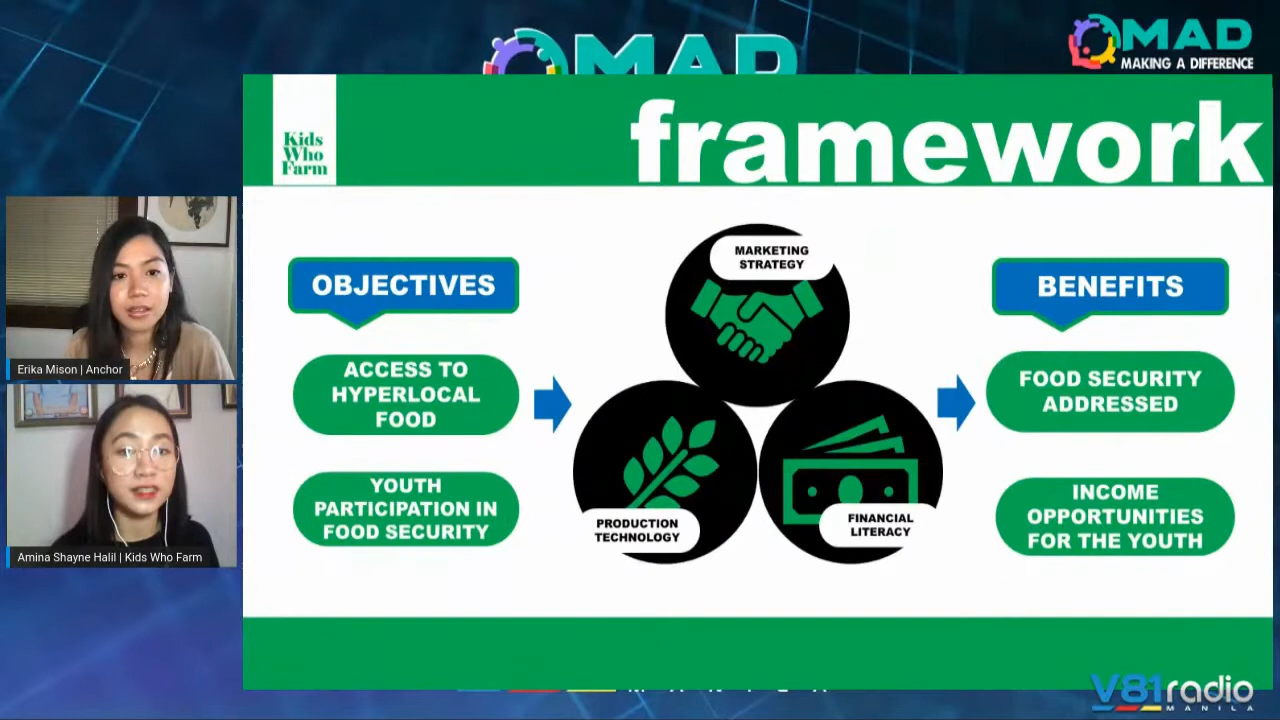 MAD
MAD
MAKING A DIFFERENCE
Kids
Who
Farm
framework
OBJECTIVES
ACCESS TO
HYPERLOCAL
FOOD
YOUTH
PARTICIPATION IN
FOOD SECURITY
MARKETING
STRATEGY
PRODUCTION
TECHNOLOGY
FINANCIAL
LITERACY
BENEFITS
FOOD SECURITY
ADDRESSED
INCOME
OPPORTUNITIES
FOR THE YOUTH
Erika Mison | Anchor
Amina Shayne Halil | Kids Who Farm
V81radio
MANILA